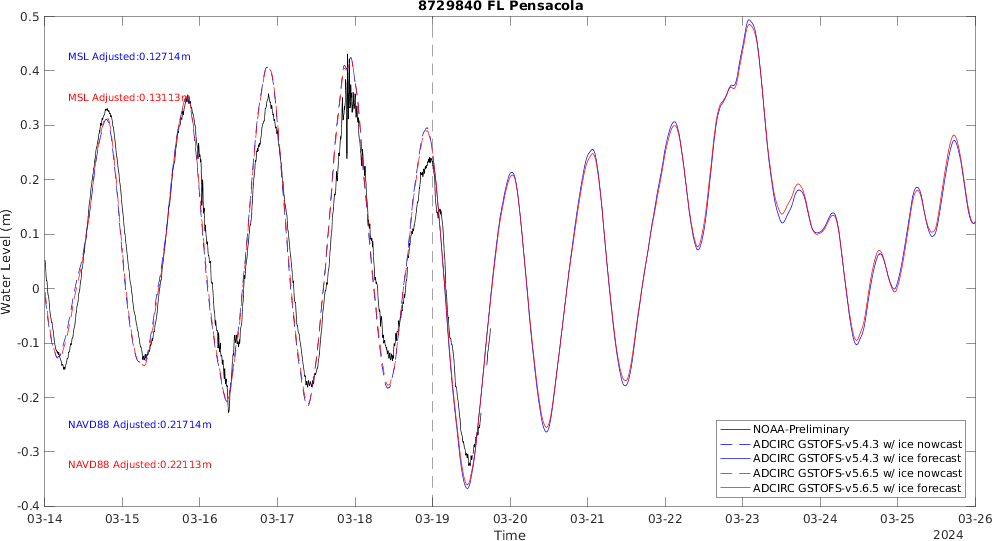 8729840 FL Pensacola
0.5
0.4
0.3
0.2
0.1
0
-0.1
-0.2
-0.3
-0.4
Water Level (m)
MSL Adjusted:0.12714m
MSL Adjusted:0.13113m
NAVD88 Adjusted:0.21714m
NAVD88 Adjusted:0.22113m
NOAA-Preliminary
ADCIRC GSTOFS-v5.4.3 w/ ice nowcast
ADCIRC GSTOFS-v5.4.3 w/ ice forecast
ADCIRC GSTOFS-v5.6.5 w/ ice nowcast
ADCIRC GSTOFS-v5.6.5 w/ ice forecast
03-14 03-15 03-16 03-17 03-18 03-19 03-20 03-21 03-22 03-23 03-24 03-25 03-26
Time
2024